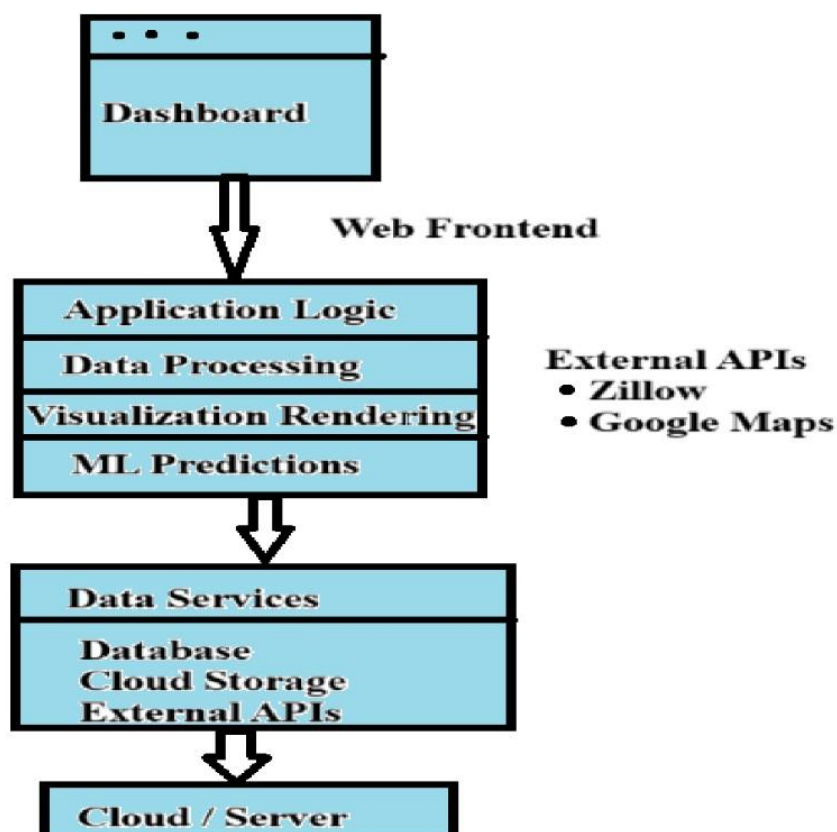 Dashboard
Web Frontend
Application Logic
Data Processing
Visualization Rendering
ML Predictions
External APIs
• Zillow
• Google Maps
Data Services
Database
Cloud Storage
External APIs
Cloud / Server